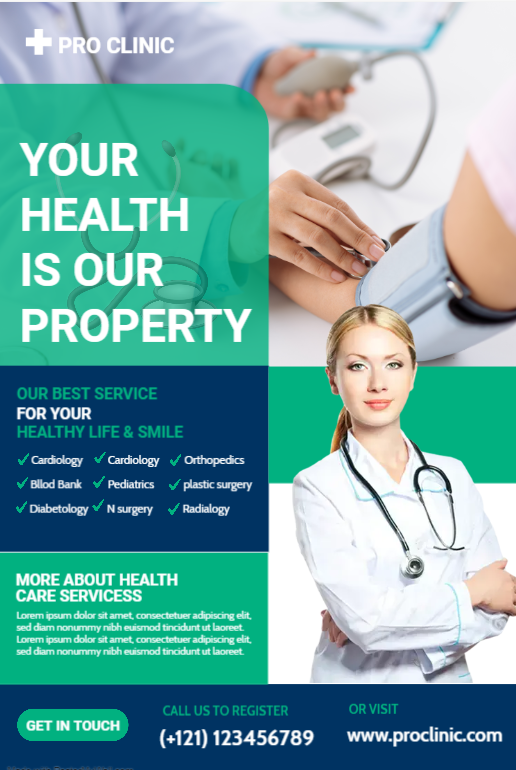 PRO CLINIC
YOUR
HEALTH
IS OUR
PROPERTY
OUR BEST SERVICE
FOR YOUR
HEALTHY LIFE & SMILE
Cardiology Cardiology Orthopedics
Bllod Bank Pediatrics plastic surgery
Diabetology N surgery Radialogy
MORE ABOUT HEALTH
CARE SERVICESS
Lorem ipsum dolor sit amet, consectetuer adipiscing elit,
sed diam nonummy nibh euismod tincidunt ut laoreet.
Lorem ipsum dolor sit amet, consectetuer adipiscing elit,
sed diam nonummy nibh euismod tincidunt ut laoreet.
GET IN TOUCH
CALL US TO REGISTER
(+121) 123456789
OR VISIT
www.proclinic.com